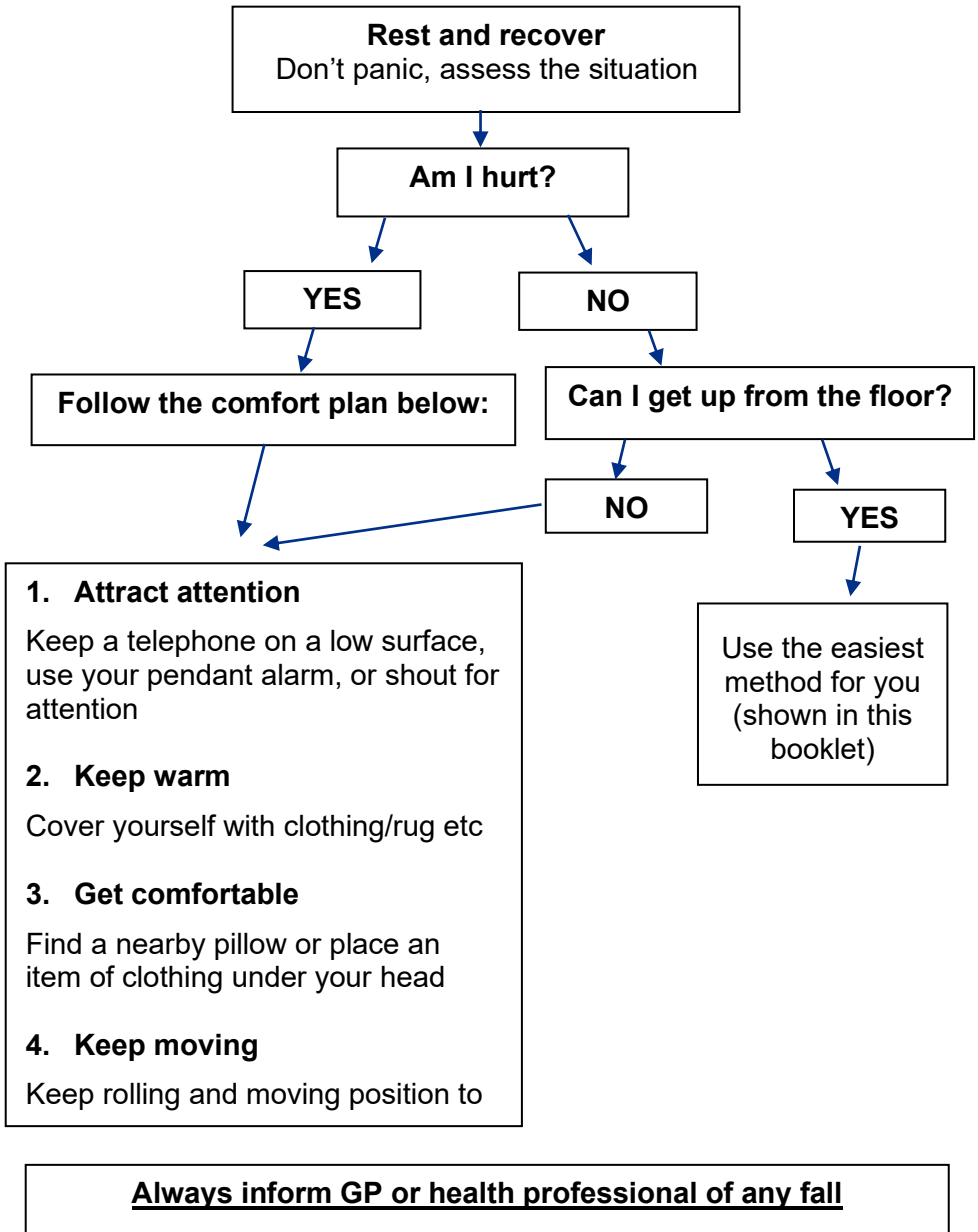 Rest and recover
Don’t panic, assess the situation
Am I hurt?
YES
NO
Follow the comfort plan below:
Can I get up from the floor?
NO
YES
1. Attract attention
Keep a telephone on a low surface,
use your pendant alarm, or shout for
attention
2. Keep warm
Cover yourself with clothing/rug etc
3. Get comfortable
Find a nearby pillow or place an
item of clothing under your head
4. Keep moving
Keep rolling and moving position to
Use the easiest
method for you
(shown in this
booklet)
Always inform GP or health professional of any fall